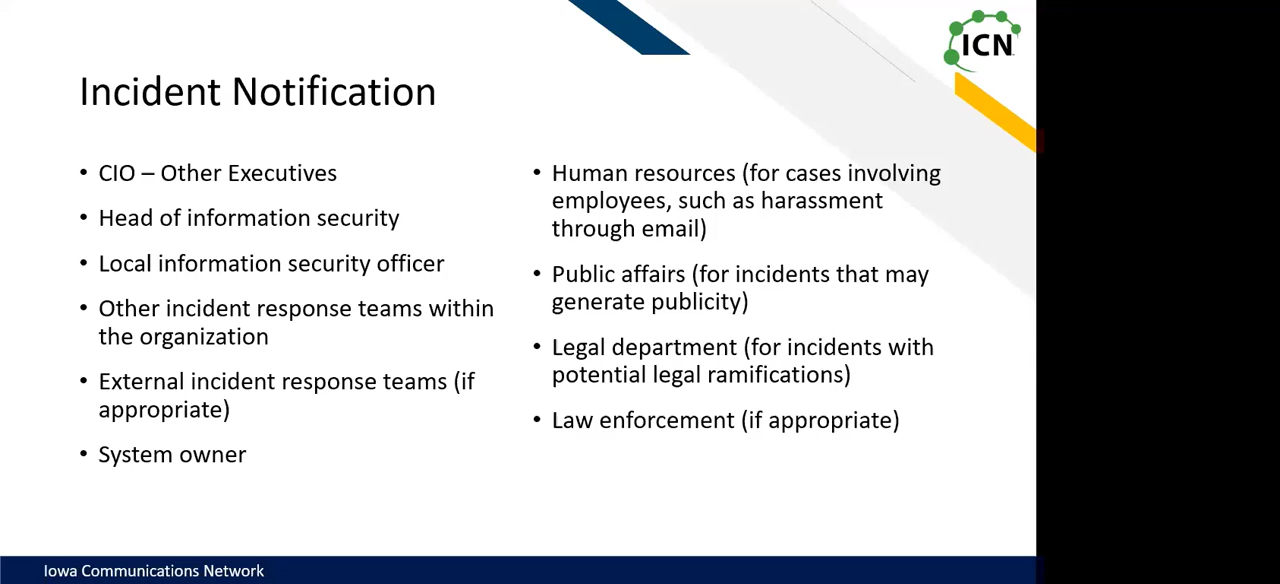 ICN
Incident Notification
• CIO – Other Executives
• Head of information security
• Local information security officer
• Other incident response teams within
the organization
• External incident response teams (if
appropriate)
• System owner
• Human resources (for cases involving
employees, such as harassment
through email)
• Public affairs (for incidents that may
generate publicity)
• Legal department (for incidents with
potential legal ramifications)
• Law enforcement (if appropriate)
Iowa Communications Network